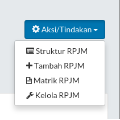 Aksi/Tindakan
Struktur RPJM
Tambah RPJM
Matrik RPJM
Kelola RPJM